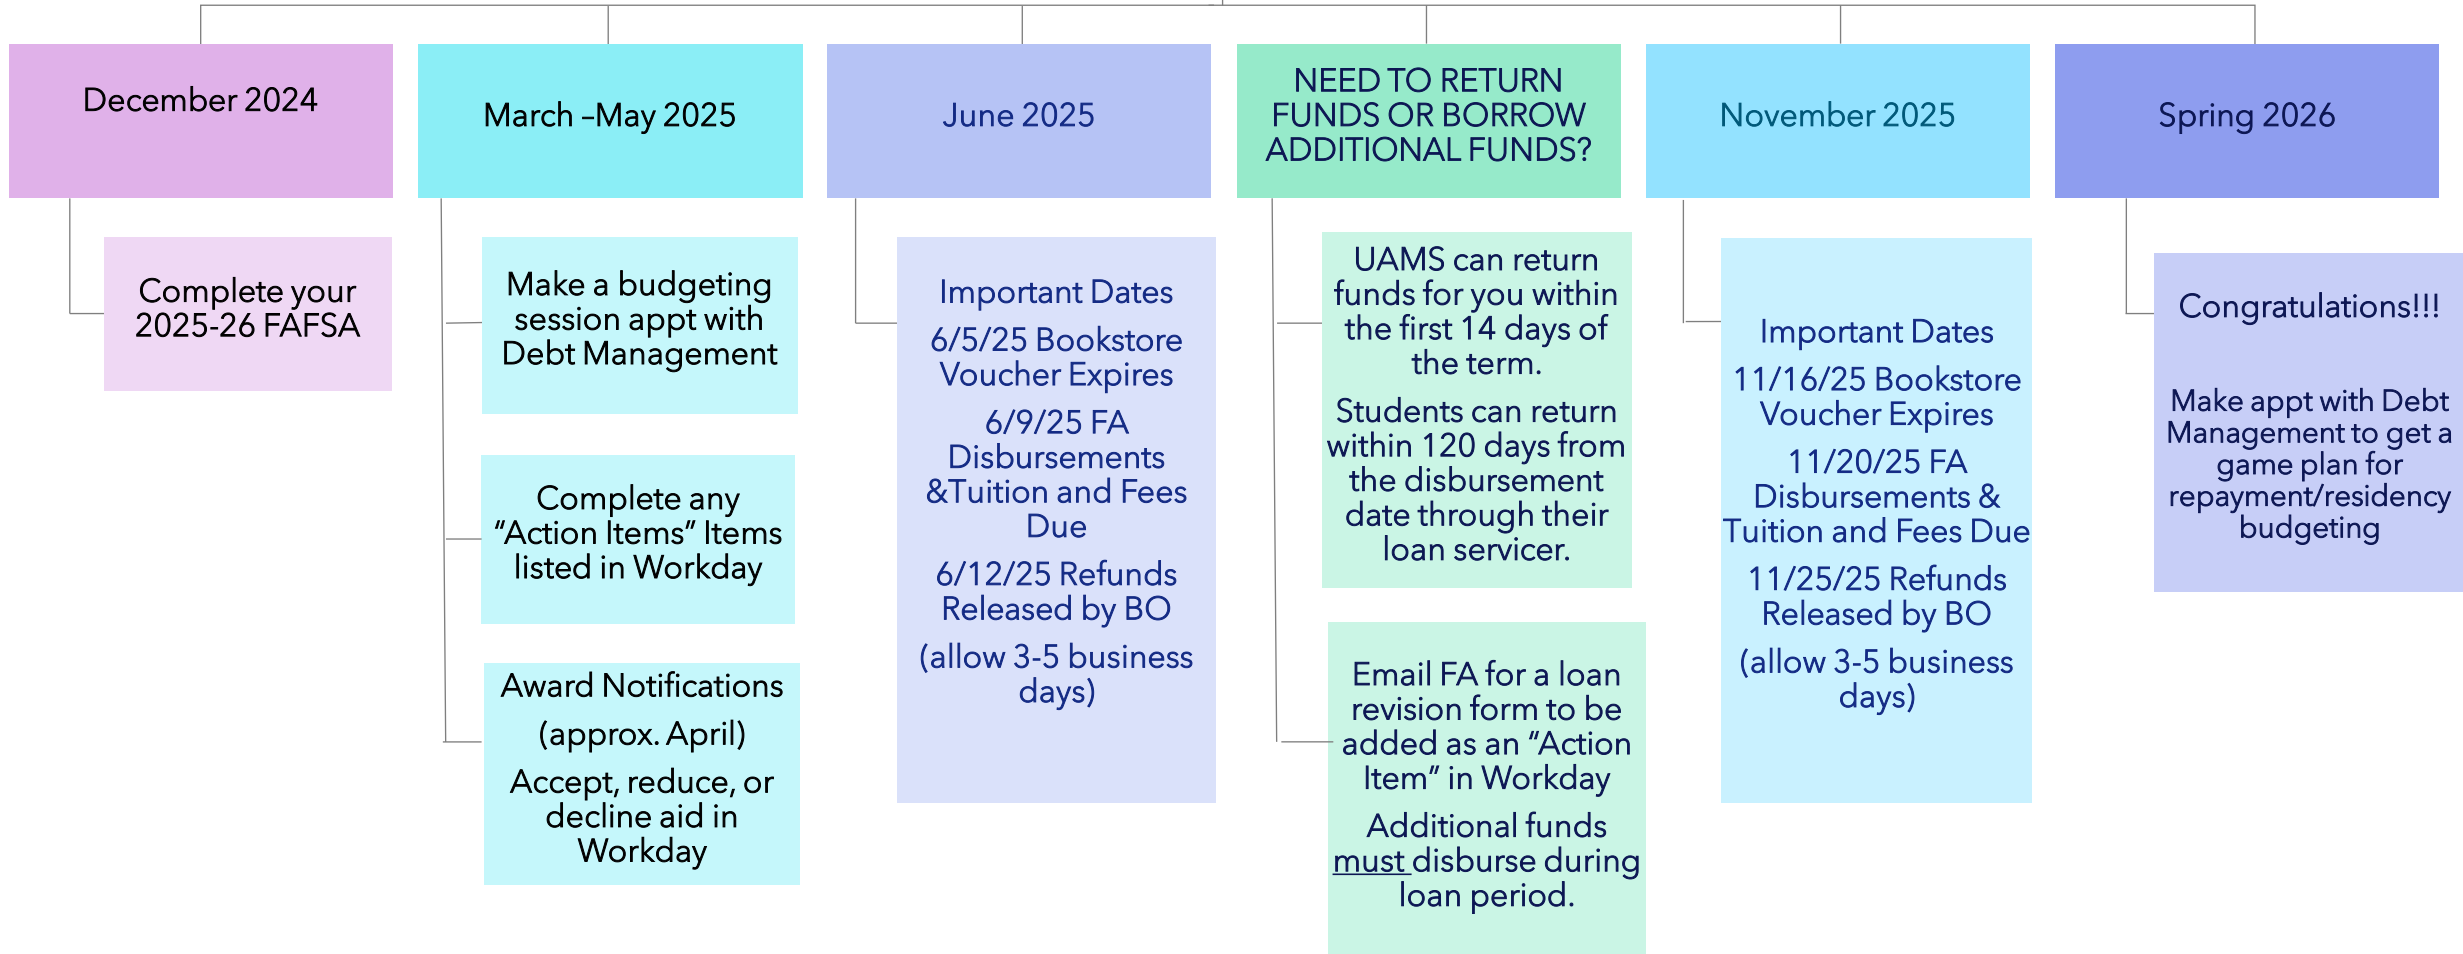 December 2024
Complete your
2025-26 FAFSA
March –May 2025
Make a budgeting
session appt with
Debt Management
Complete any
“Action Items” Items
listed in Workday
Award Notifications
(approx. April)
Accept, reduce, or
decline aid in
Workday
June 2025
Important Dates
6/5/25 Bookstore
Voucher Expires
6/9/25 FA
Disbursements
&Tuition and Fees
Due
6/12/25 Refunds
Released by BO
(allow 3-5 business
days)
NEED TO RETURN
FUNDS OR BORROW
ADDITIONAL FUNDS?
UAMS can return
funds for you within
the first 14 days of
the term.
Students can return
within 120 days from
the disbursement
date through their
loan servicer.
Email FA for a loan
revision form to be
added as an “Action
Item” in Workday
Additional funds
must disburse during
loan period.
November 2025
Important Dates
11/16/25 Bookstore
Voucher Expires
11/20/25 FA
Disbursements &
Tuition and Fees Due
11/25/25 Refunds
Released by BO
(allow 3-5 business
days)
Spring 2026
Congratulations!!!
Make appt with Debt
Management to get a
game plan for
repayment/residency
budgeting